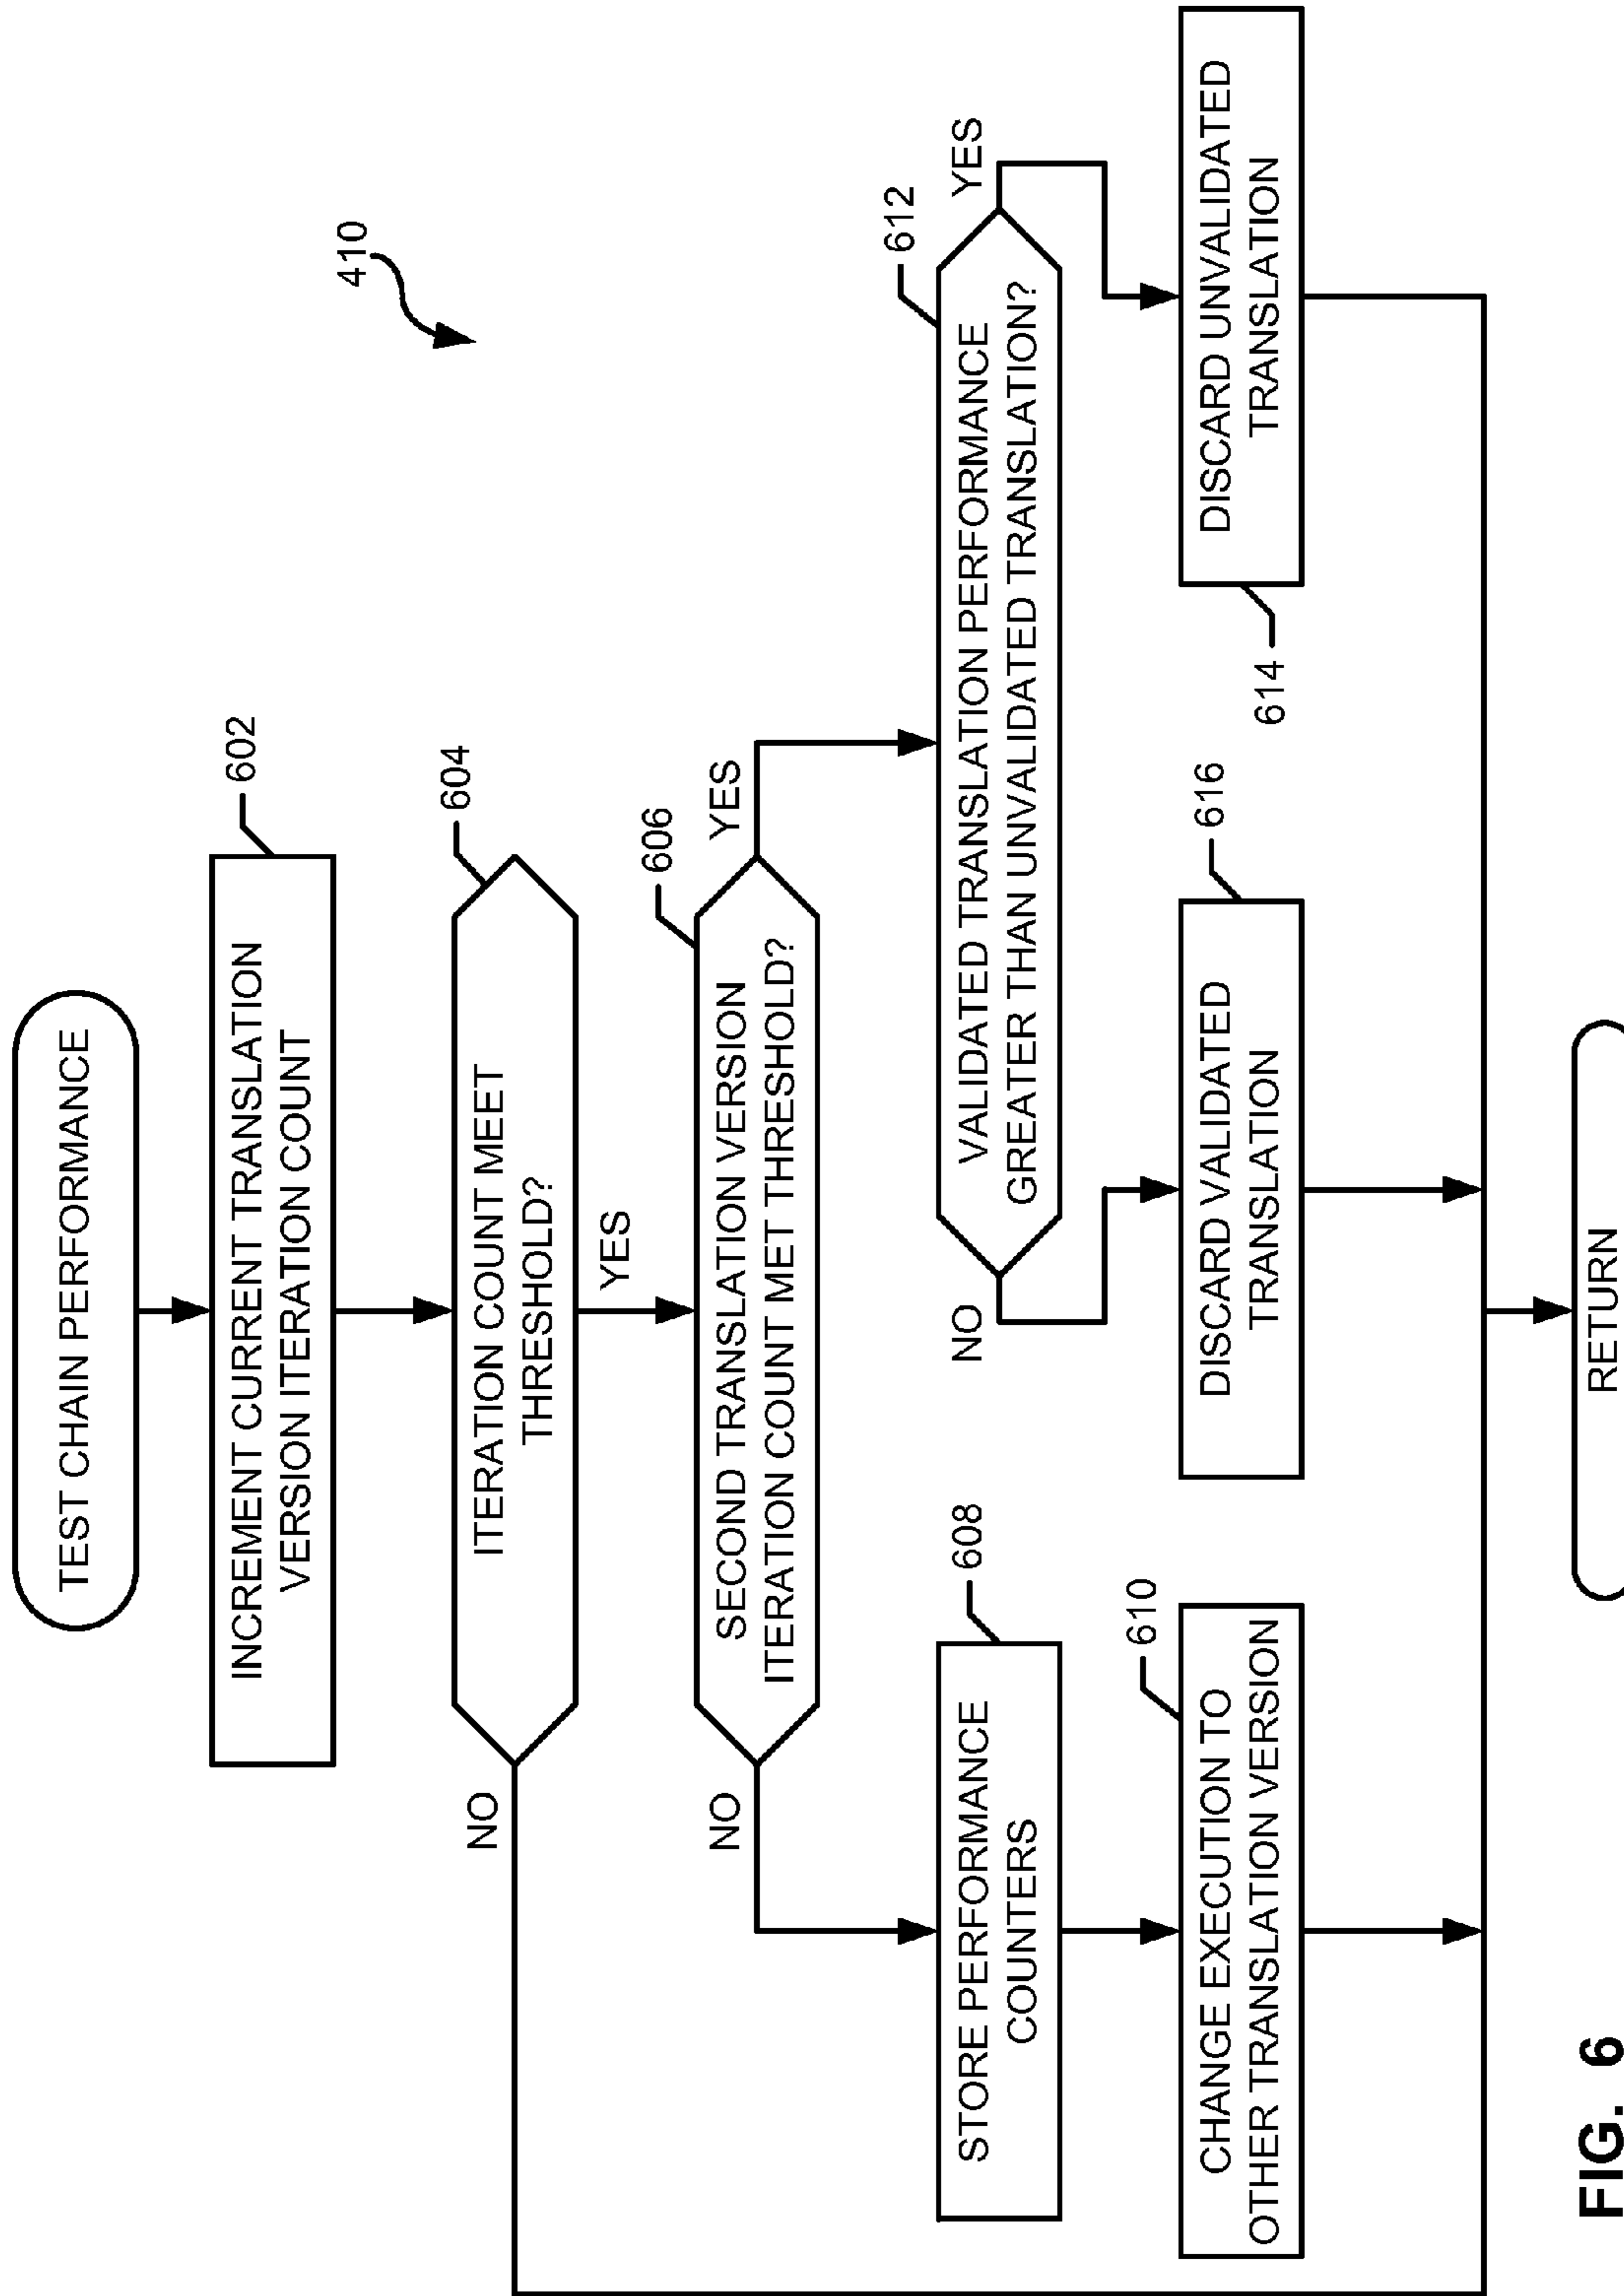 410
TEST CHAIN PERFORMANCE
INCREMENT CURRENT TRANSLATION
VERSION ITERATION COUNT
602
ITERATION COUNT MEET
THRESHOLD?
604
NO
YES
SECOND TRANSLATION VERSION
ITERATION COUNT MET THRESHOLD?
606
NO
YES
STORE PERFORMANCE
COUNTERS
608
VALIDATED TRANSLATION PERFORMANCE
GREATER THAN UNVALIDATED TRANSLATION?
612
NO
YES
CHANGE EXECUTION TO
OTHER TRANSLATION VERSION
610
DISCARD VALIDATED
TRANSLATION
616
DISCARD UNVALIDATED
TRANSLATION
614
RETURN
FIG. 6